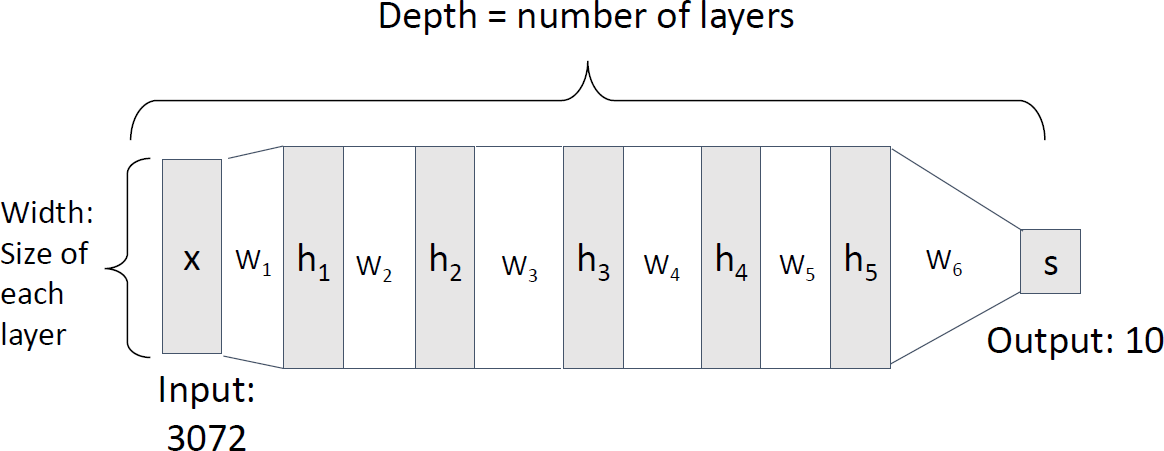 Depth = number of layers
Width:
Size of
each
layer
x W₁ h₁ W₂ h₂ W₃ h₃ W₄ h₄ W₅ h₅ W₆ s
Input:
3072
Output: 10